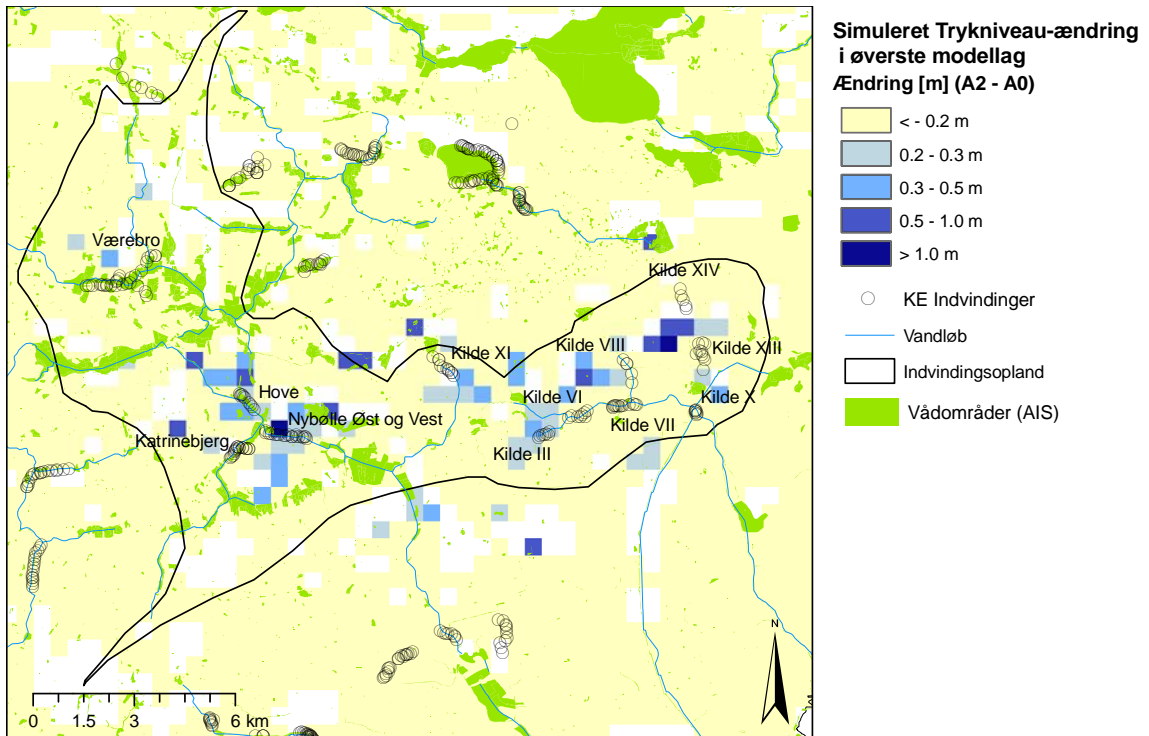 Simuleret Trykniveau-ændring
i øverste modellag
Ændring [m] (A2 - A0)
< - 0.2 m
0.2 - 0.3 m
0.3 - 0.5 m
0.5 - 1.0 m
> 1.0 m
KE Indvindinger
Vandløb
Indvindingsopland
Vådområder (AIS)
Værebro
Kilde XIV
Kilde XI
Kilde VIII
Kilde XIII
Hove
Kilde VI
Kilde X
Nybølle Øst og Vest
Kilde VII
Katrinebjerg
Kilde III
N
0 1.5 3 6 km